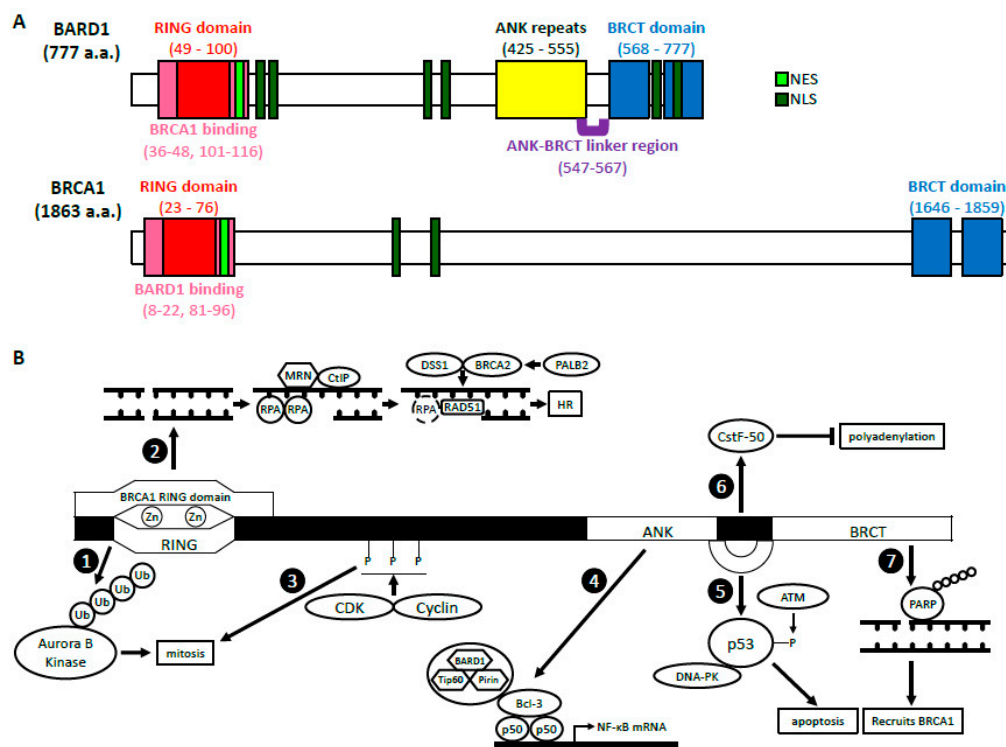 A
BARD1
(777 a.a.)
RING domain
(49 - 100)
ANK repeats
(425 - 555)
BRCT domain
(568 - 777)
NES
NLS
BRCA1 binding
(36-48, 101-116)
ANK-BRCT linker region
(547-567)
BRCA1
(1863 a.a.)
RING domain
(23 - 76)
BRCT domain
(1646 - 1859)
BARD1 binding
(8-22, 81-96)
B
MRN
CtIP
RPA
RPA
DSS1
BRCA2
PALB2
RPA
RAD51
HR
2
CstF-50
polyadenylation
6
BRCA1 RING domain
Zn
Zn
RING
ANK
BRCT
1
Ub
Ub
Ub
Ub
Aurora B
Kinase
mitosis
3
P
P
P
CDK
Cyclin
4
BARD1
Tip60
Pirin
Bcl-3
p50
p50
NF-κB mRNA
5
ATM
p53
P
DNA-PK
apoptosis
7
PARP
Recruits BRCA1